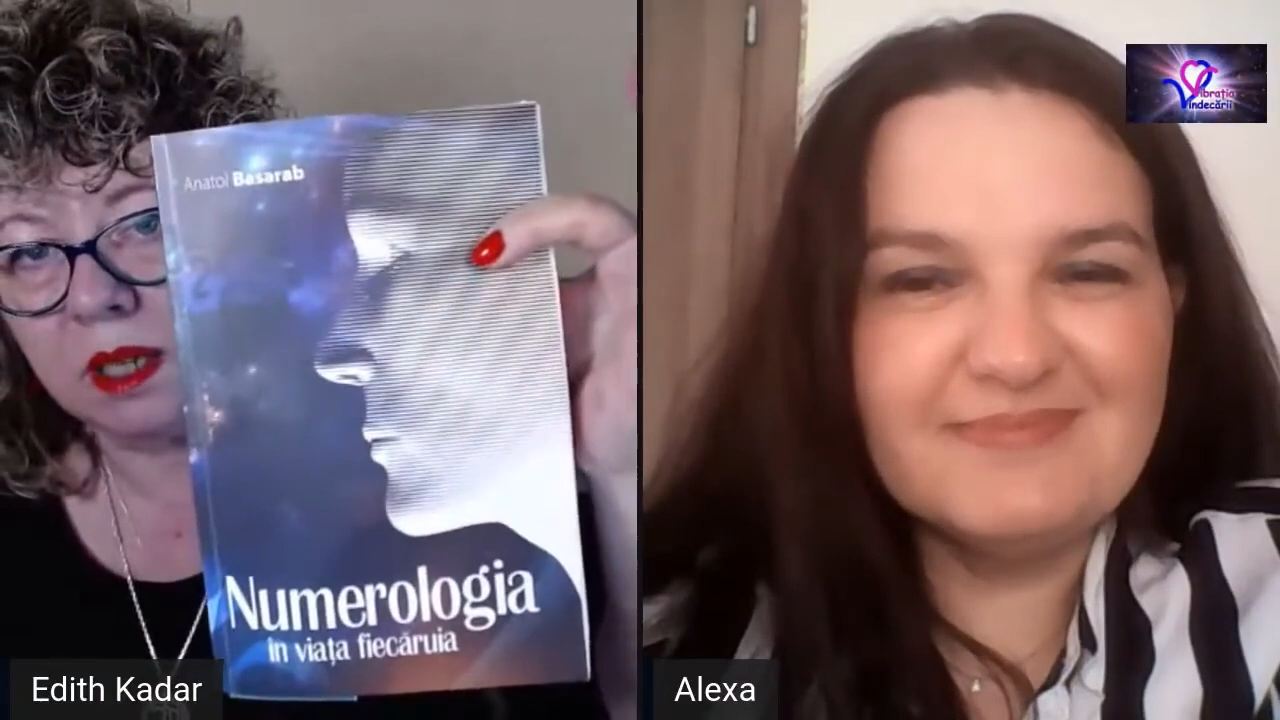 Anatol Basarab
Numerologia
în viața fiecăruia
Edith Kadar
Alexa
Vibrația
Vindecării